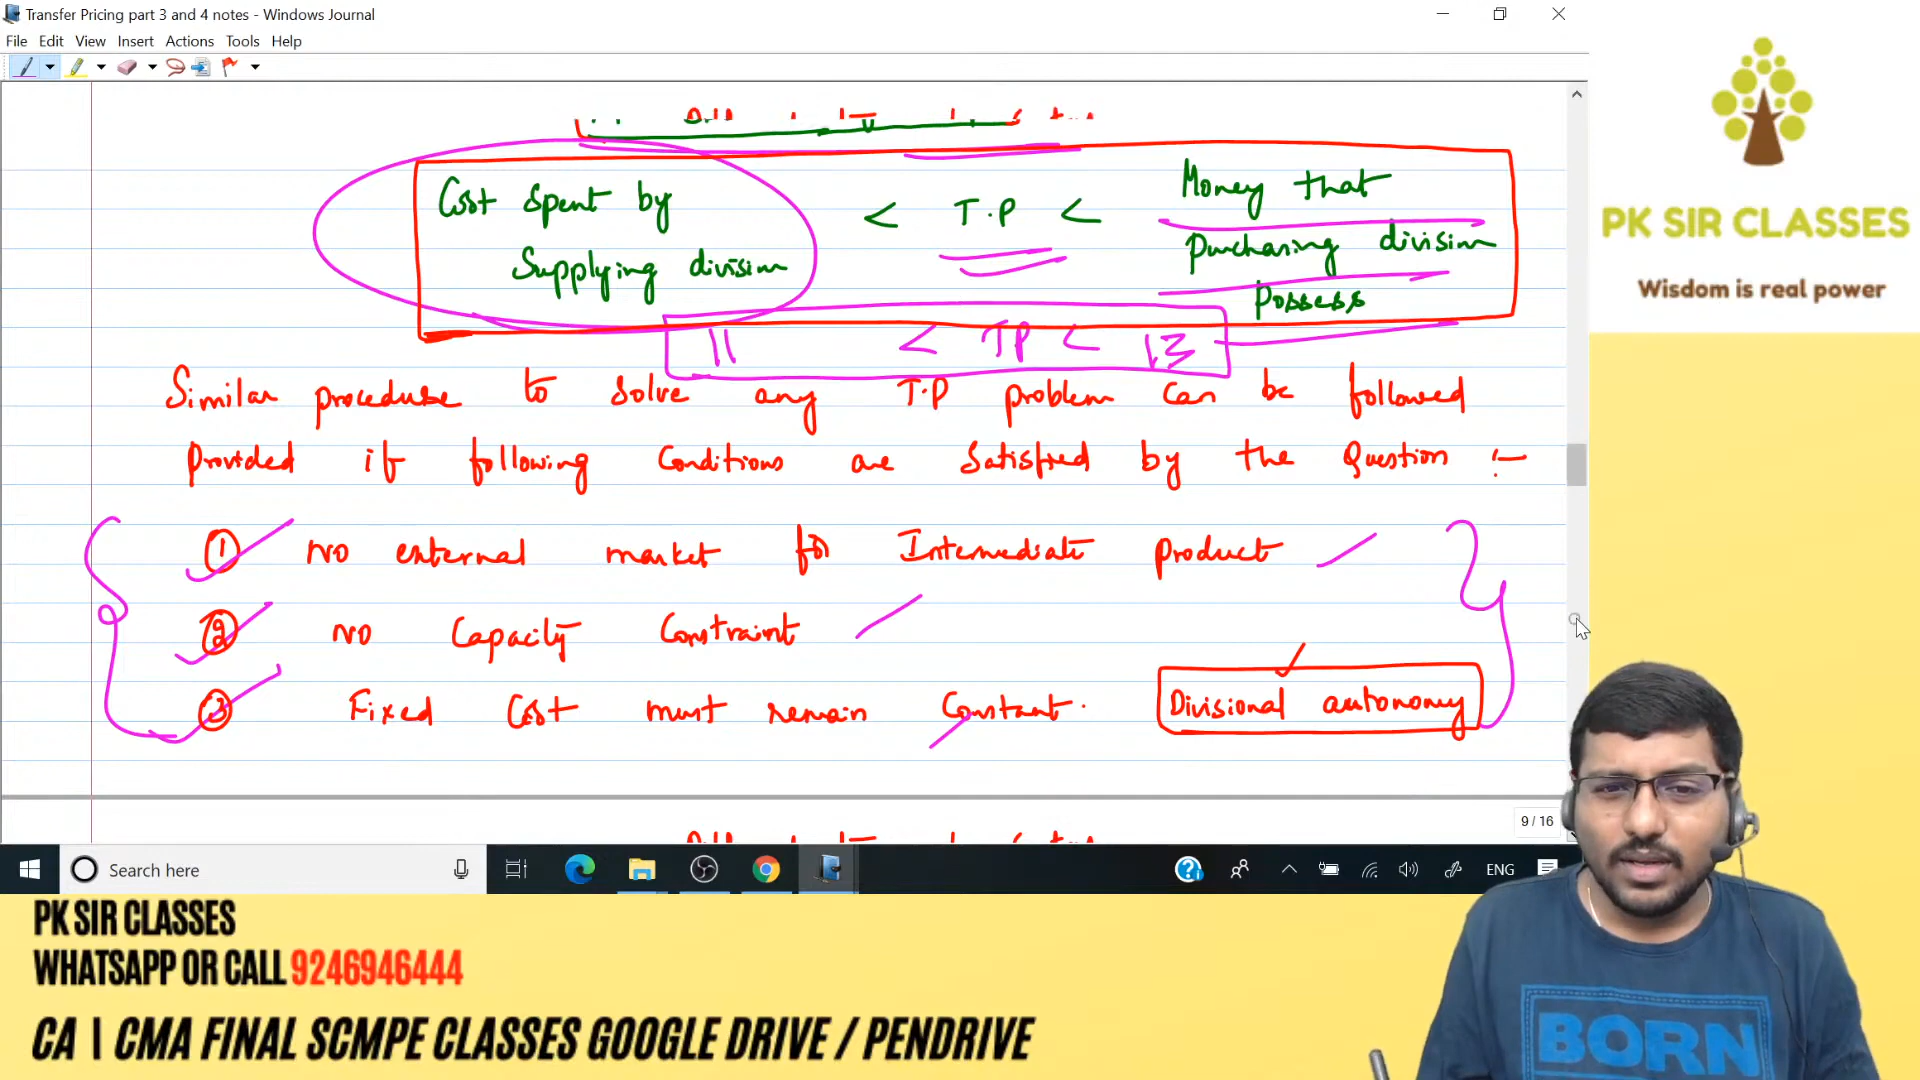 Transfer Pricing part 3 and 4 notes - Windows Journal
File Edit View Insert Actions Tools Help
Cost spent by
Supplying division
< T.P <
Money that
Purchasing division
Possess
11 < TP < 13
Similar procedure to solve any T.P problem can be followed
Provided if following Conditions are Satisfied by the Question :-
① No external market for Intermediate product
② No Capacity Constraint
③ Fixed Cost must remain Constant.
Divisional autonomy
9 / 16
Search here
ENG
PK SIR CLASSES
Wisdom is real power
PK SIR CLASSES
WHATSAPP OR CALL 9246946444
CA \ CMA FINAL SCMPE CLASSES GOOGLE DRIVE / PENDRIVE
BORN